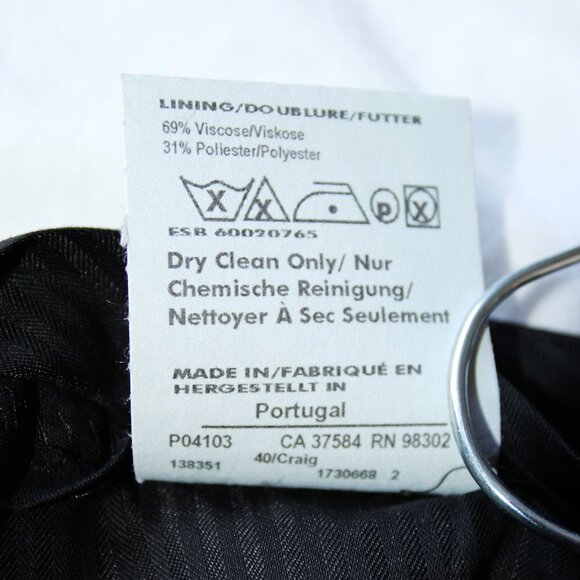 LINING/DOUBLURE/FUTTER
69% Viscose/Viskose
31% Poliester/Polyester
X X P X
ESB 60020765
Dry Clean Only/ Nur
Chemische Reinigung/
Nettoyer À Sec Seulement
MADE IN/FABRIQUÉ EN
HERGESTELLT IN
Portugal
P04103 CA 37584 RN 98302
138351 40/Craig 1730668 2